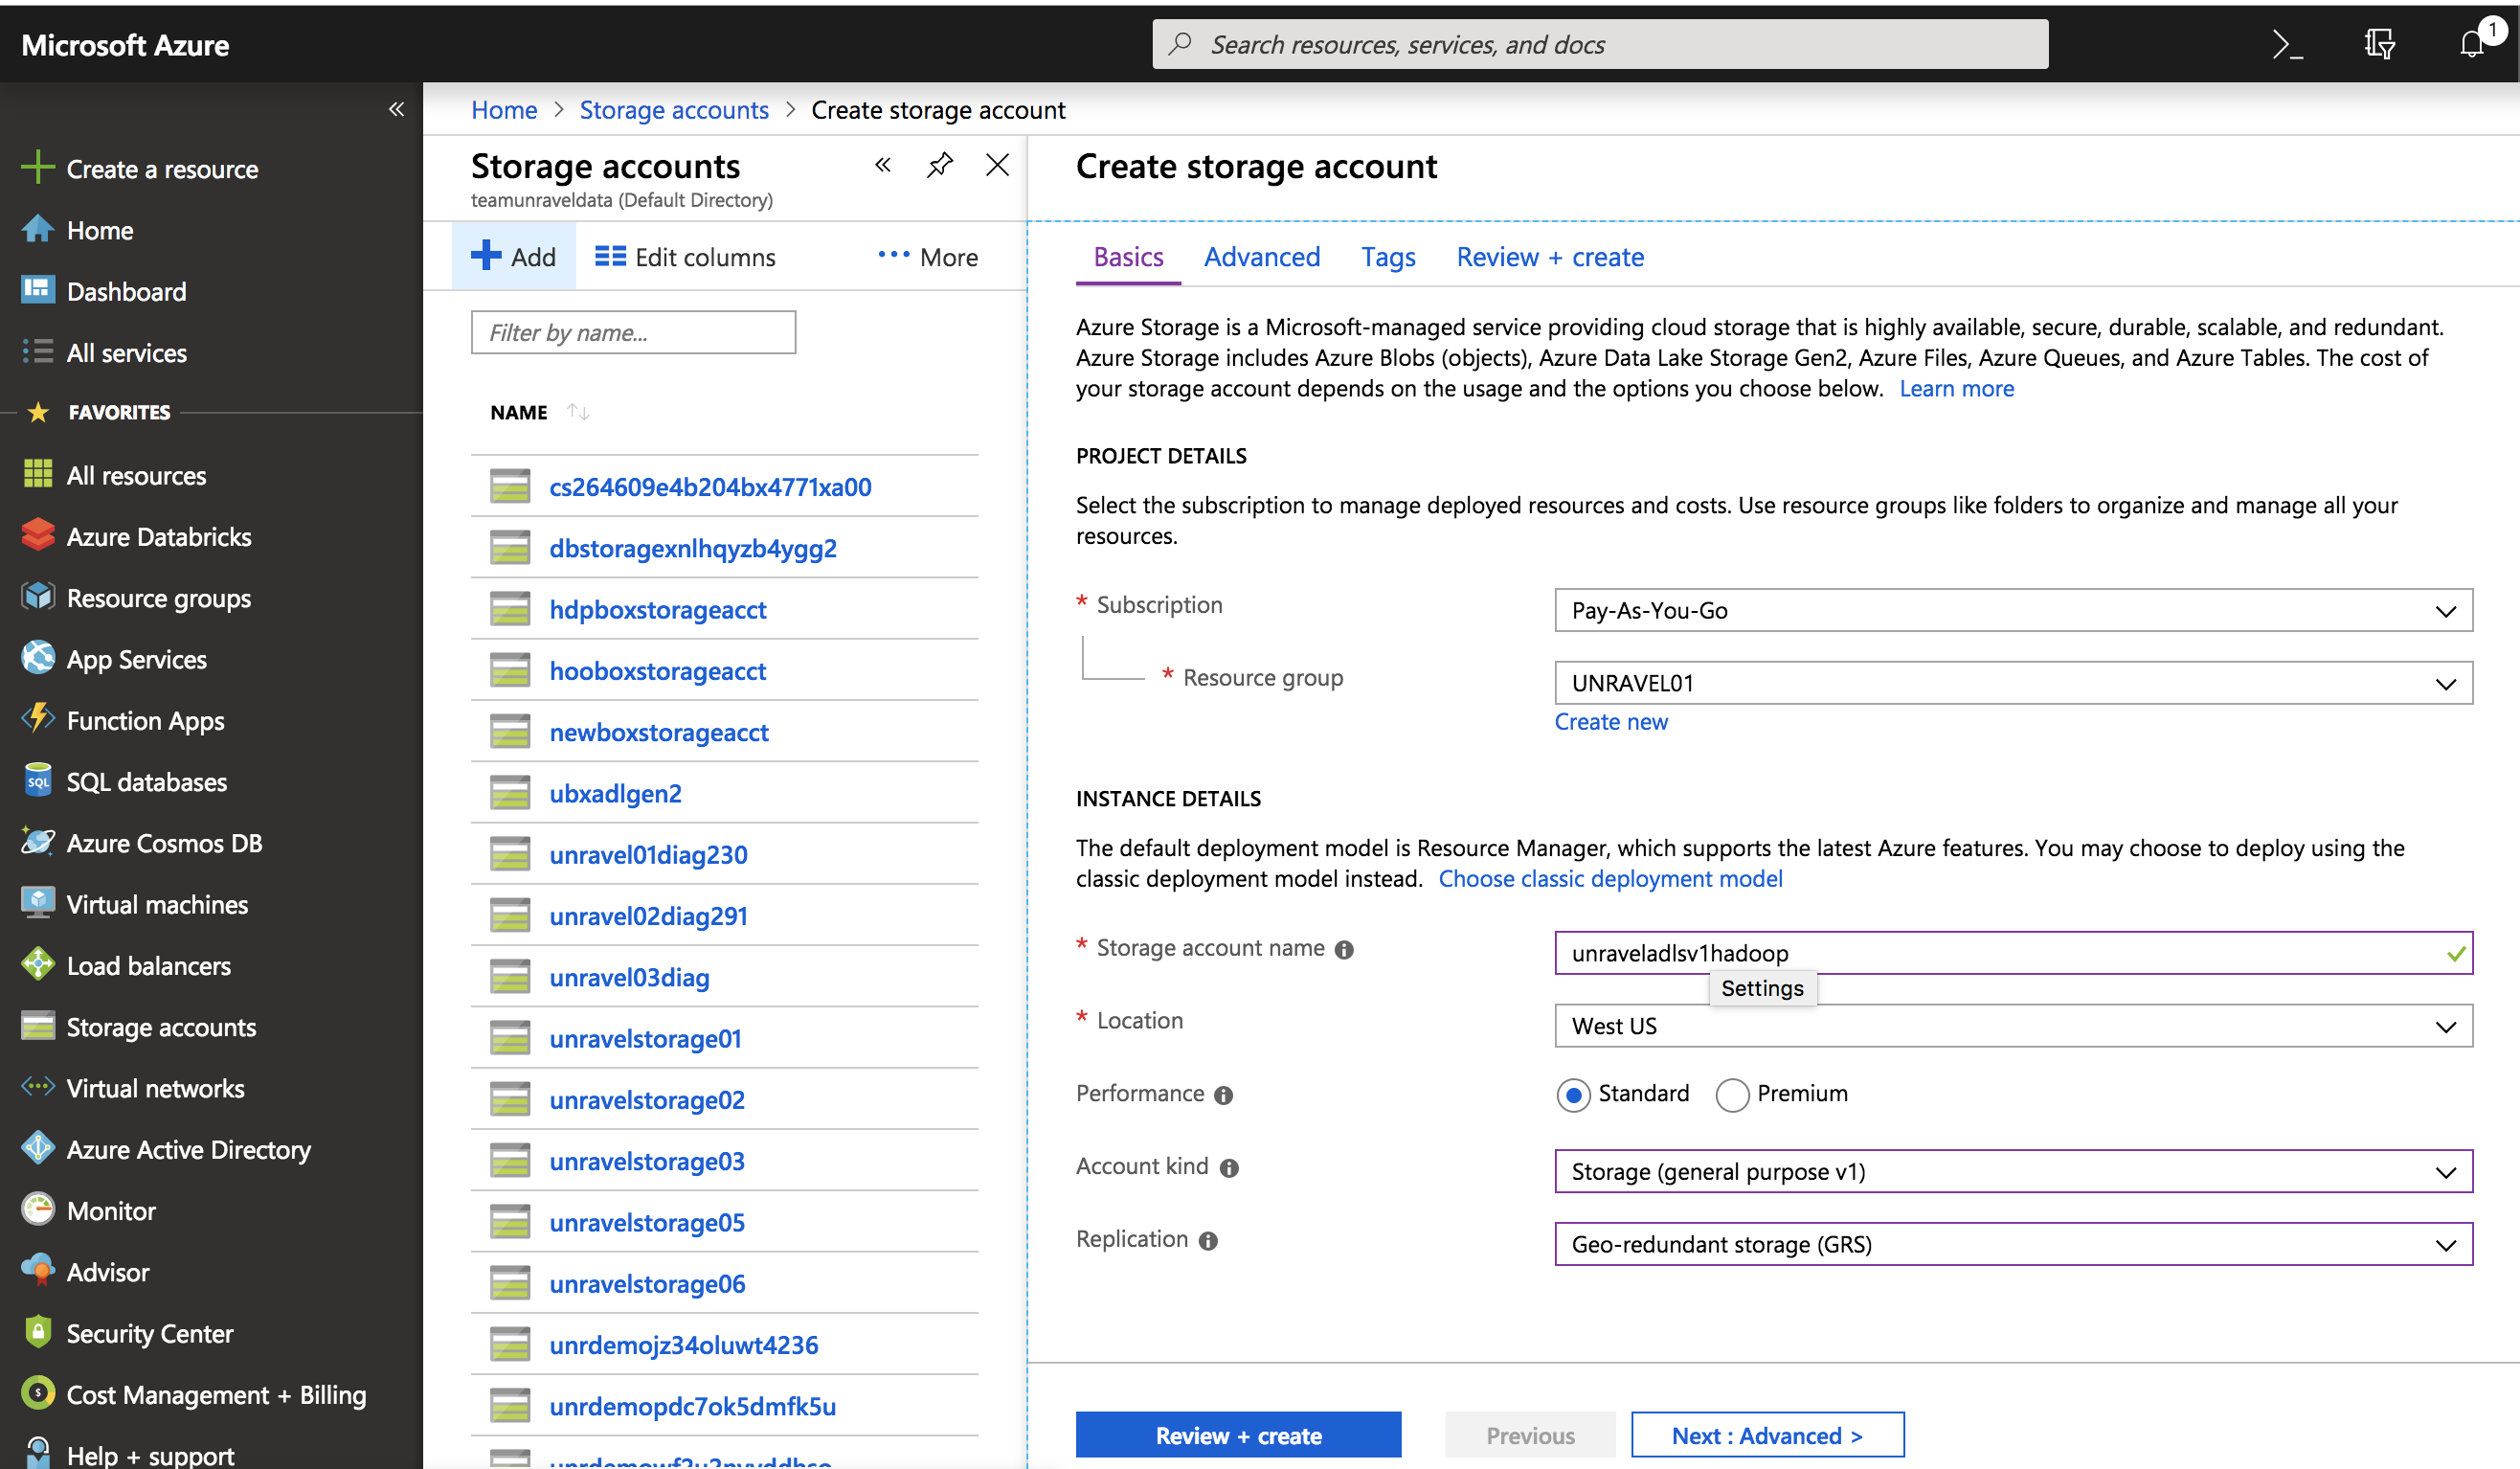 Microsoft Azure
Search resources, services, and docs
1
Create a resource
Home
Dashboard
All services
FAVORITES
All resources
Azure Databricks
Resource groups
App Services
Function Apps
SQL databases
Azure Cosmos DB
Virtual machines
Load balancers
Storage accounts
Virtual networks
Azure Active Directory
Monitor
Advisor
Security Center
Cost Management + Billing
Help + support
Home > Storage accounts > Create storage account
Storage accounts
teamunraveldata (Default Directory)
Add Edit columns More
Filter by name...
NAME
cs264609e4b204bx4771xa00
dbstoragexnlhqyzb4ygg2
hdpboxstorageacct
hooboxstorageacct
newboxstorageacct
ubxadlgen2
unravel01diag230
unravel02diag291
unravel03diag
unravelstorage01
unravelstorage02
unravelstorage03
unravelstorage05
unravelstorage06
unrdemojz34oluwt4236
unrdemopdc7ok5dmfk5u
Create storage account
Basics Advanced Tags Review + create
Azure Storage is a Microsoft-managed service providing cloud storage that is highly available, secure, durable, scalable, and redundant.
Azure Storage includes Azure Blobs (objects), Azure Data Lake Storage Gen2, Azure Files, Azure Queues, and Azure Tables. The cost of
your storage account depends on the usage and the options you choose below. Learn more
PROJECT DETAILS
Select the subscription to manage deployed resources and costs. Use resource groups like folders to organize and manage all your
resources.
* Subscription
Pay-As-You-Go
* Resource group
UNRAVEL01
Create new
INSTANCE DETAILS
The default deployment model is Resource Manager, which supports the latest Azure features. You may choose to deploy using the
classic deployment model instead. Choose classic deployment model
* Storage account name
unraveladlsv1hadoop
Settings
* Location
West US
Performance
Standard Premium
Account kind
Storage (general purpose v1)
Replication
Geo-redundant storage (GRS)
Review + create Previous Next : Advanced >